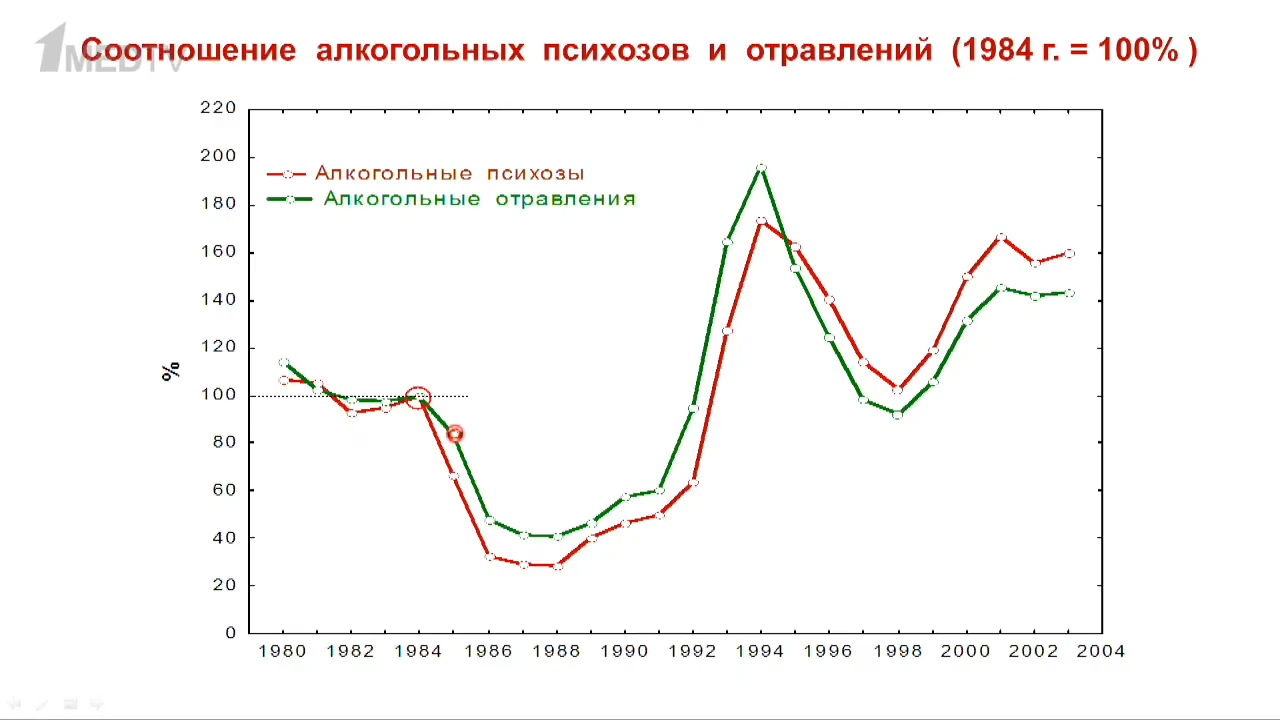 1MEDTV
Соотношение алкогольных психозов и отравлений (1984 г. = 100% )
220
200
180
160
140
120
100
80
60
40
20
0
%
Алкогольные психозы
Алкогольные отравления
1980 1982 1984 1986 1988 1990 1992 1994 1996 1998 2000 2002 2004